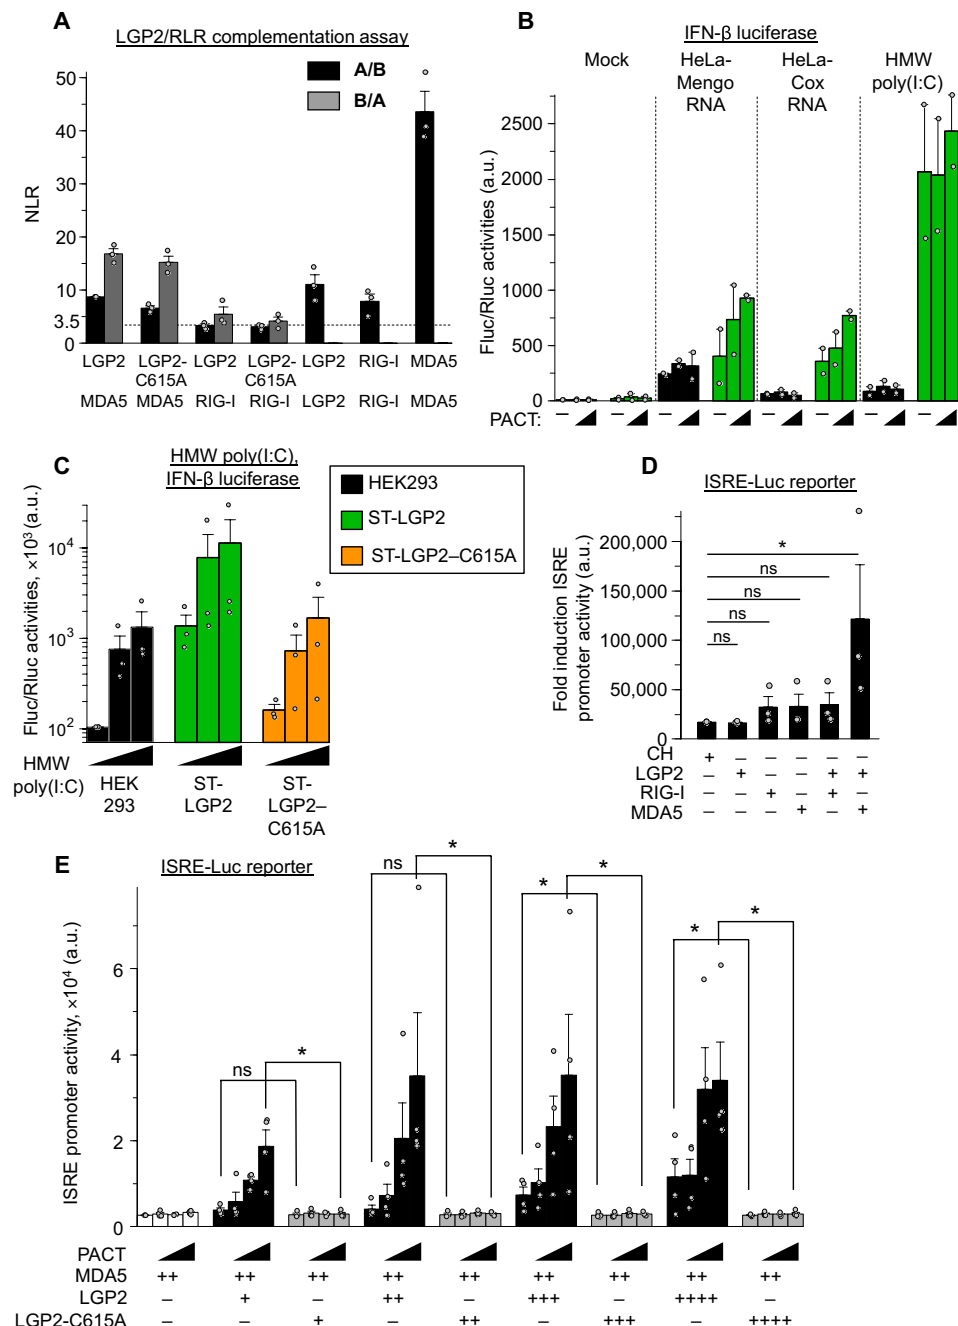 A
LGP2/RLR complementation assay
A/B
B/A
50
40
30
20
10
3.5
0
NLR
LGP2 LGP2-C615A LGP2 LGP2-C615A LGP2 RIG-I MDA5
MDA5 MDA5 RIG-I RIG-I LGP2 RIG-I MDA5
B
IFN-β luciferase
Mock
HeLa-Mengo RNA
HeLa-Cox RNA
HMW poly(I:C)
2500
2000
1500
1000
500
0
Fluc/Rluc activities (a.u.)
PACT: – – – – – – – –
C
HMW poly(I:C),
IFN-β luciferase
HEK293
ST-LGP2
ST-LGP2–C615A
10⁴
10³
10²
Fluc/Rluc activities, ×10³ (a.u.)
HMW
poly(I:C)
HEK 293
ST-LGP2
ST-LGP2–C615A
D
ISRE-Luc reporter
200,000
150,000
100,000
50,000
0
Fold induction ISRE
promoter activity (a.u.)
*
ns
ns
ns
ns
CH + – – – – –
LGP2 – + – – + +
RIG-I – – + – + –
MDA5 – – – + – +
E
ISRE-Luc reporter
ns * ns * * * * *
6
4
2
0
ISRE promoter activity, ×10⁴ (a.u.)
PACT
MDA5 ++ ++ ++ ++ ++ ++ ++ ++ ++
LGP2 – + – ++ – +++ – ++++ –
LGP2-C615A – – + – ++ – +++ – ++++